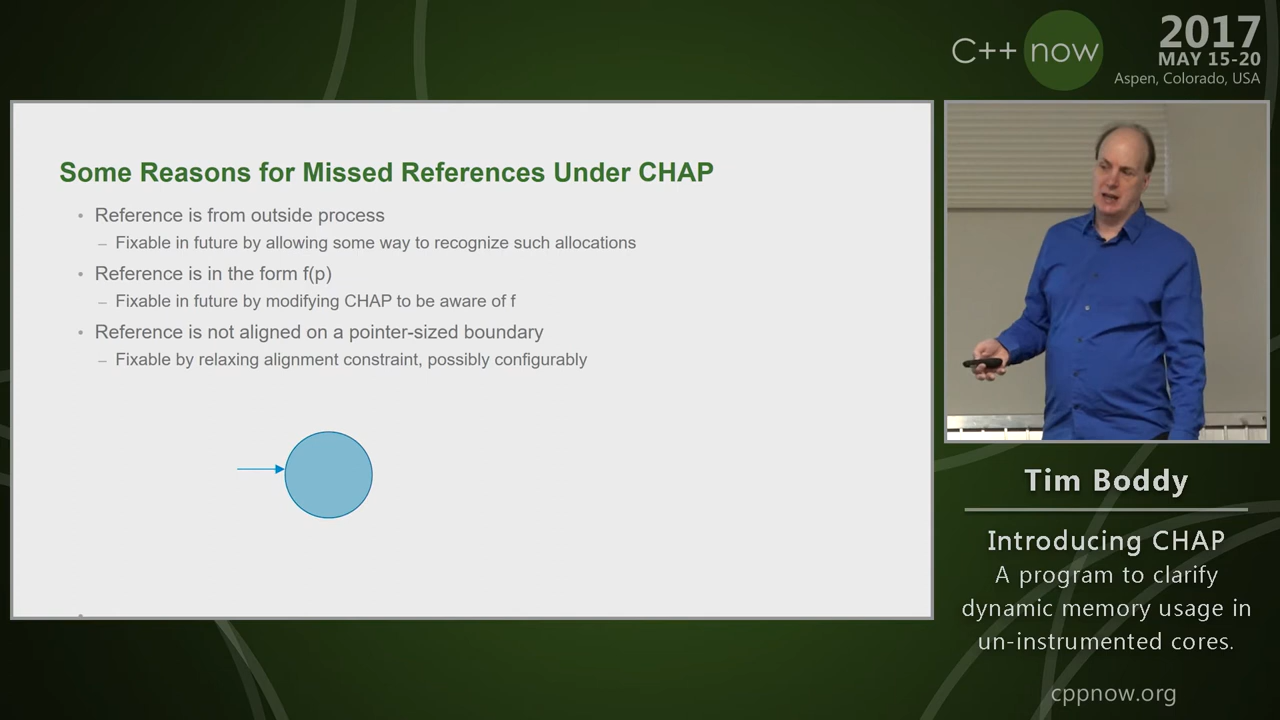 C++ now
2017
MAY 15-20
Aspen, Colorado, USA
Some Reasons for Missed References Under CHAP
• Reference is from outside process
– Fixable in future by allowing some way to recognize such allocations
• Reference is in the form f(p)
– Fixable in future by modifying CHAP to be aware of f
• Reference is not aligned on a pointer-sized boundary
– Fixable by relaxing alignment constraint, possibly configurably
Tim Boddy
Introducing CHAP
A program to clarify
dynamic memory usage in
un-instrumented cores.
cppnow.org